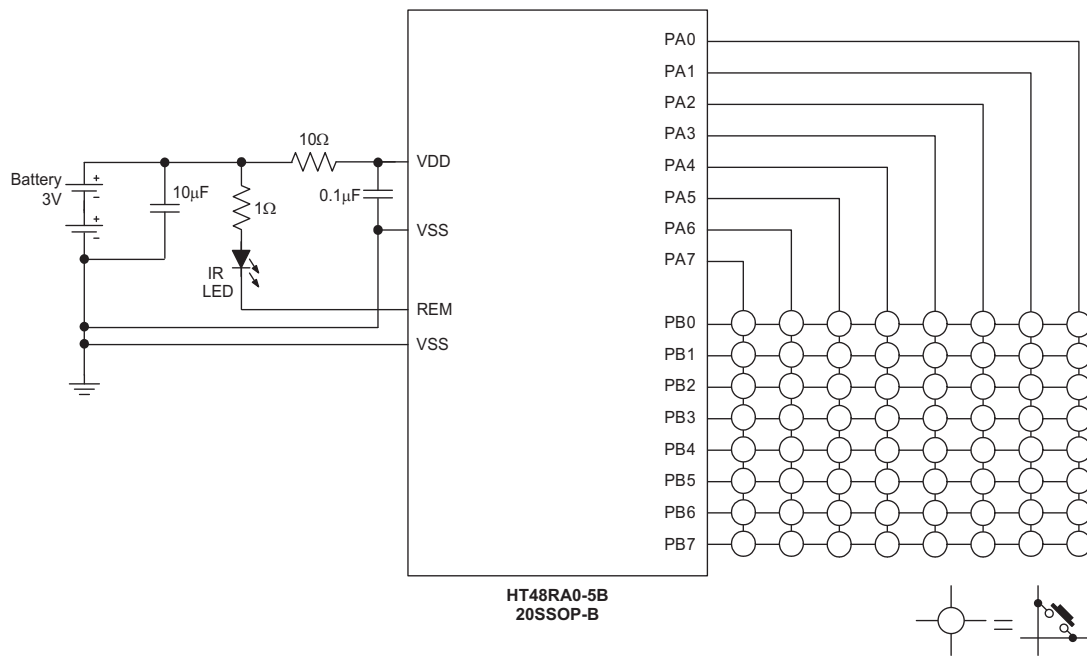 PA0
PA1
PA2
PA3
10Ω
Battery
3V
+
-
+
-
10μF
1Ω
0.1μF
VDD
PA4
PA5
VSS
PA6
PA7
IR
LED
REM
VSS
PB0
PB1
PB2
PB3
PB4
PB5
PB6
PB7
HT48RA0-5B
20SSOP-B
=